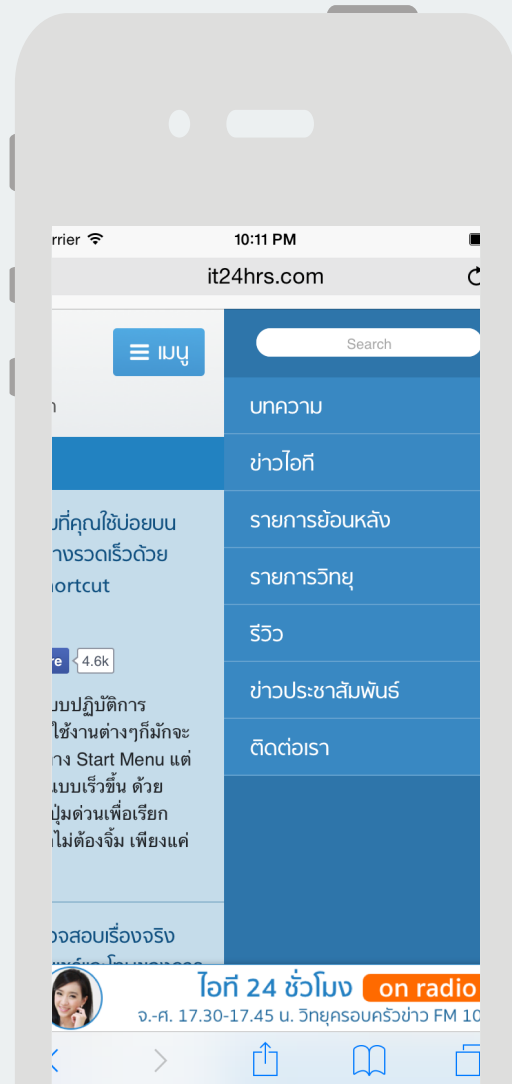 rrier 10:11 PM
it24hrs.com
เมนู
Search
บทความ
ข่าวไอที
รายการย้อนหลัง
รายการวิทยุ
รีวิว
ข่าวประชาสัมพันธ์
ติดต่อเรา
มที่คุณใช้บ่อยบน
างรวดเร็วด้วย
ortcut
re 4.6k
บบปฏิบัติการ
ใช้งานต่างๆก็มักจะ
าง Start Menu แต่
แบบเร็วขึ้น ด้วย
ปุ่มด่วนเพื่อเรียก
ไม่ต้องจิ้ม เพียงแค่
วจสอบเรื่องจริง
ไอที 24 ชั่วโมง on radio
จ.-ศ. 17.30-17.45 น. วิทยุครอบครัวข่าว FM 10